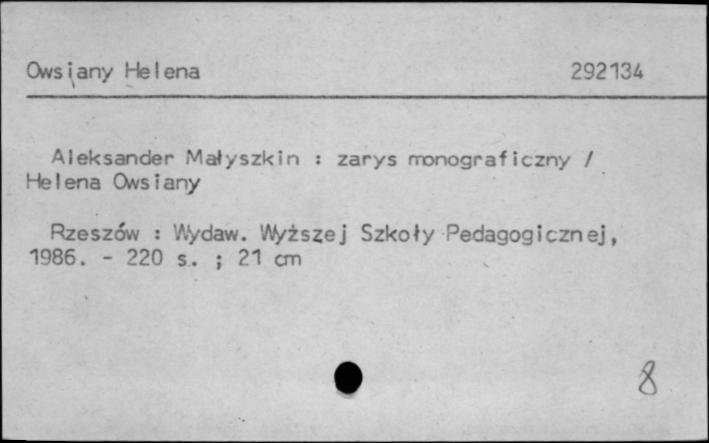 Owsiany Helena 292134
Aleksander Małyszkin : zarys monograficzny /
Helena Owsiany
Rzeszów : Wydaw. Wyższej Szkoły Pedagogicznej,
1986. - 220 s. ; 21 cm
8